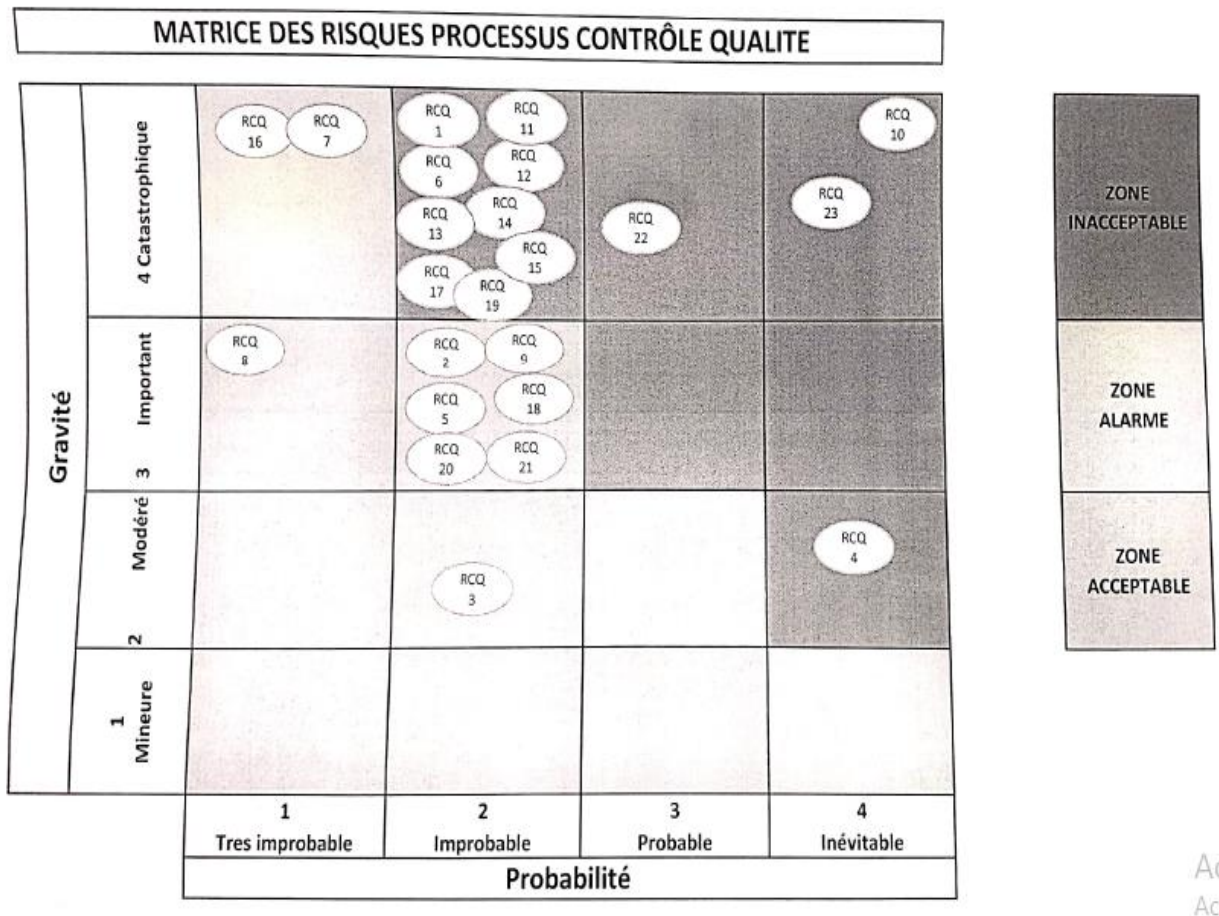 MATRICE DES RISQUES PROCESSUS CONTRÔLE QUALITE
Gravité
4 Catastrophique
RCQ
16
RCQ
7
RCQ
1
RCQ
11
RCQ
6
RCQ
12
RCQ
13
RCQ
14
RCQ
15
RCQ
17
RCQ
19
RCQ
22
RCQ
10
RCQ
23
3 Important
RCQ
8
RCQ
2
RCQ
9
RCQ
5
RCQ
18
RCQ
20
RCQ
21
2 Modéré
RCQ
3
RCQ
4
1
Mineure
1
Tres improbable
2
Improbable
3
Probable
4
Inévitable
Probabilité
ZONE
INACCEPTABLE
ZONE
ALARME
ZONE
ACCEPTABLE